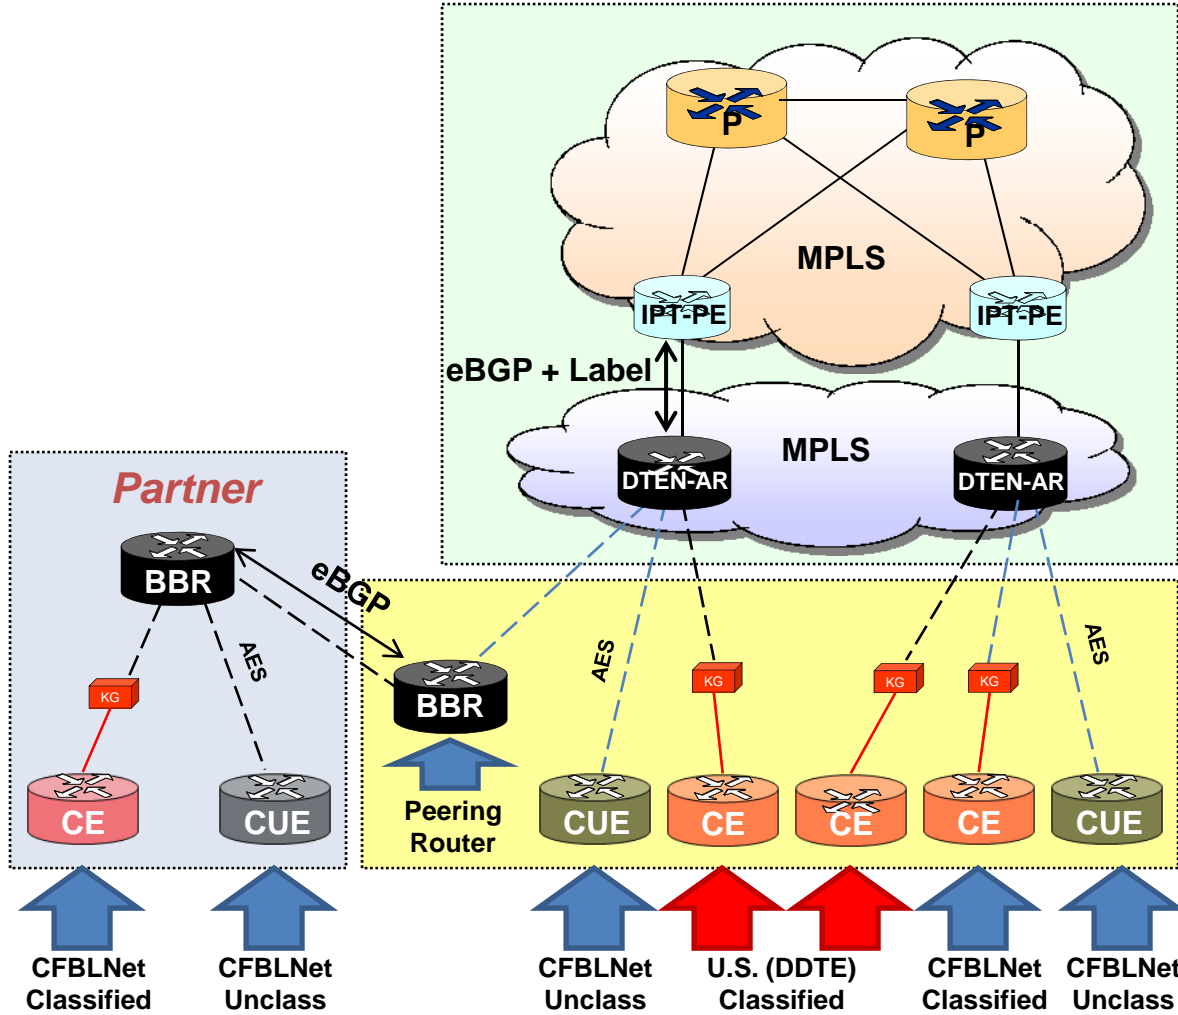 P
P
MPLS
IPT-PE
IPT-PE
eBGP + Label
MPLS
DTEN-AR
DTEN-AR
Partner
BBR
eBGP
AES
KG
CE
CUE
BBR
Peering
Router
AES
KG
KG
KG
AES
CUE
CE
CE
CE
CUE
CFBLNet
Classified
CFBLNet
Unclass
CFBLNet
Unclass
U.S. (DDTE)
Classified
CFBLNet
Classified
CFBLNet
Unclass